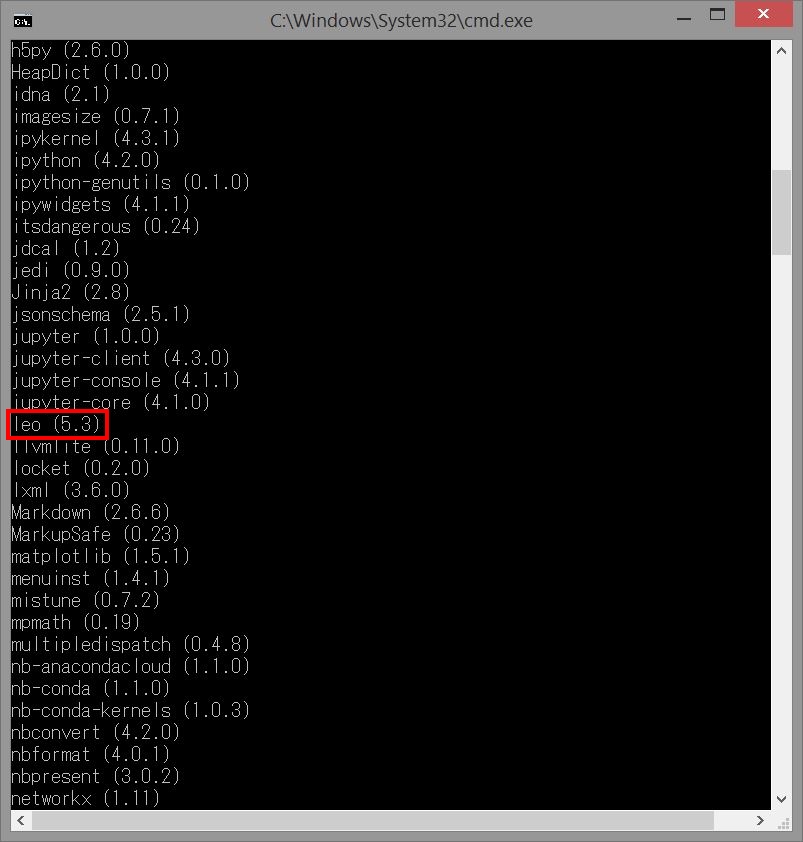 C:\Windows\System32\cmd.exe
h5py (2.6.0)
HeapDict (1.0.0)
idna (2.1)
imagesize (0.7.1)
ipykernel (4.3.1)
ipython (4.2.0)
ipython-genutils (0.1.0)
ipywidgets (4.1.1)
itsdangerous (0.24)
jdcal (1.2)
jedi (0.9.0)
Jinja2 (2.8)
jsonschema (2.5.1)
jupyter (1.0.0)
jupyter-client (4.3.0)
jupyter-console (4.1.1)
jupyter-core (4.1.0)
leo (5.3)
llvmlite (0.11.0)
locket (0.2.0)
lxml (3.6.0)
Markdown (2.6.6)
MarkupSafe (0.23)
matplotlib (1.5.1)
menuinst (1.4.1)
mistune (0.7.2)
mpmath (0.19)
multipledispatch (0.4.8)
nb-anacondacloud (1.1.0)
nb-conda (1.1.0)
nb-conda-kernels (1.0.3)
nbconvert (4.2.0)
nbformat (4.0.1)
nbpresent (3.0.2)
networkx (1.11)